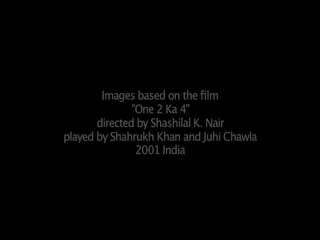 Images based on the film
"One 2 Ka 4"
directed by Shashilal K. Nair
played by Shahrukh Khan and Juhi Chawla
2001 India